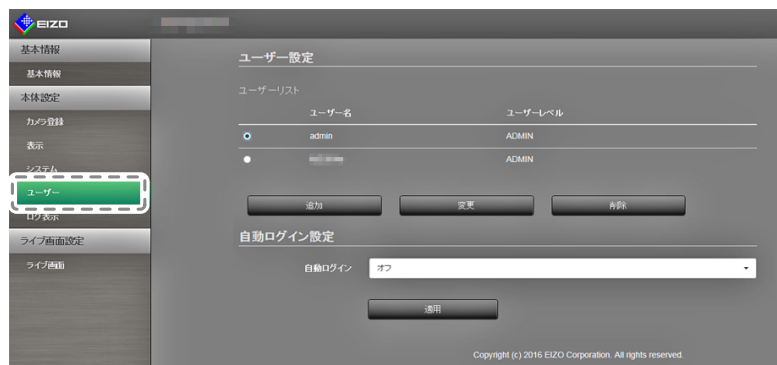 EIZO
基本情報
基本情報
本体設定
カメラ登録
表示
システム
ユーザー
ログ表示
ライブ画面設定
ライブ画面
ユーザー設定
ユーザーリスト
ユーザー名 ユーザーレベル
admin ADMIN
ADMIN
追加 変更 削除
自動ログイン設定
自動ログイン オフ
適用
Copyright (c) 2016 EIZO Corporation. All rights reserved.